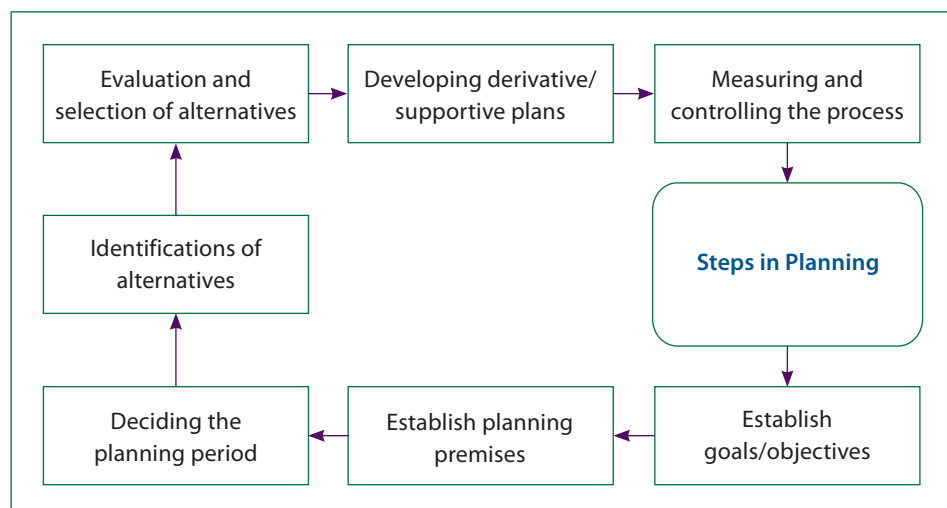 Evaluation and
selection of alternatives
Developing derivative/
supportive plans
Measuring and
controlling the process
Identifications of
alternatives
Steps in Planning
Deciding the
planning period
Establish planning
premises
Establish
goals/objectives